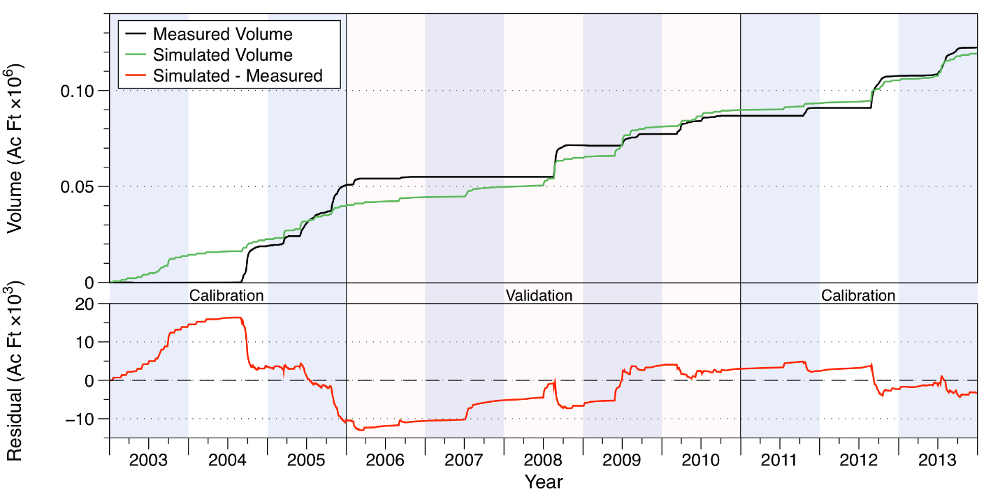 Measured Volume
Simulated Volume
Simulated - Measured
Volume (Ac Ft ×10⁶)
0.10
0.05
0
Calibration
Validation
Calibration
Residual (Ac Ft ×10³)
20
10
0
−10
2003 2004 2005 2006 2007 2008 2009 2010 2011 2012 2013
Year